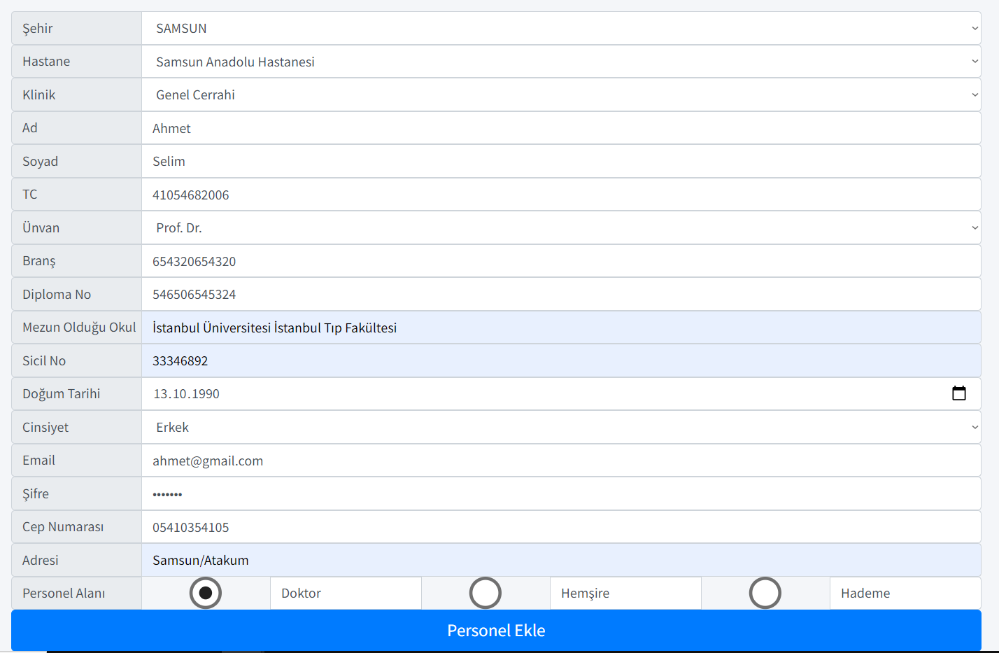 Şehir SAMSUN
Hastane Samsun Anadolu Hastanesi
Klinik Genel Cerrahi
Ad Ahmet
Soyad Selim
TC 41054682006
Ünvan Prof. Dr.
Branş 654320654320
Diploma No 546506545324
Mezun Olduğu Okul İstanbul Üniversitesi İstanbul Tıp Fakültesi
Sicil No 33346892
Doğum Tarihi 13.10.1990
Cinsiyet Erkek
Email ahmet@gmail.com
Şifre •••••••
Cep Numarası 05410354105
Adresi Samsun/Atakum
Personel Alanı Doktor Hemşire Hademe
Personel Ekle